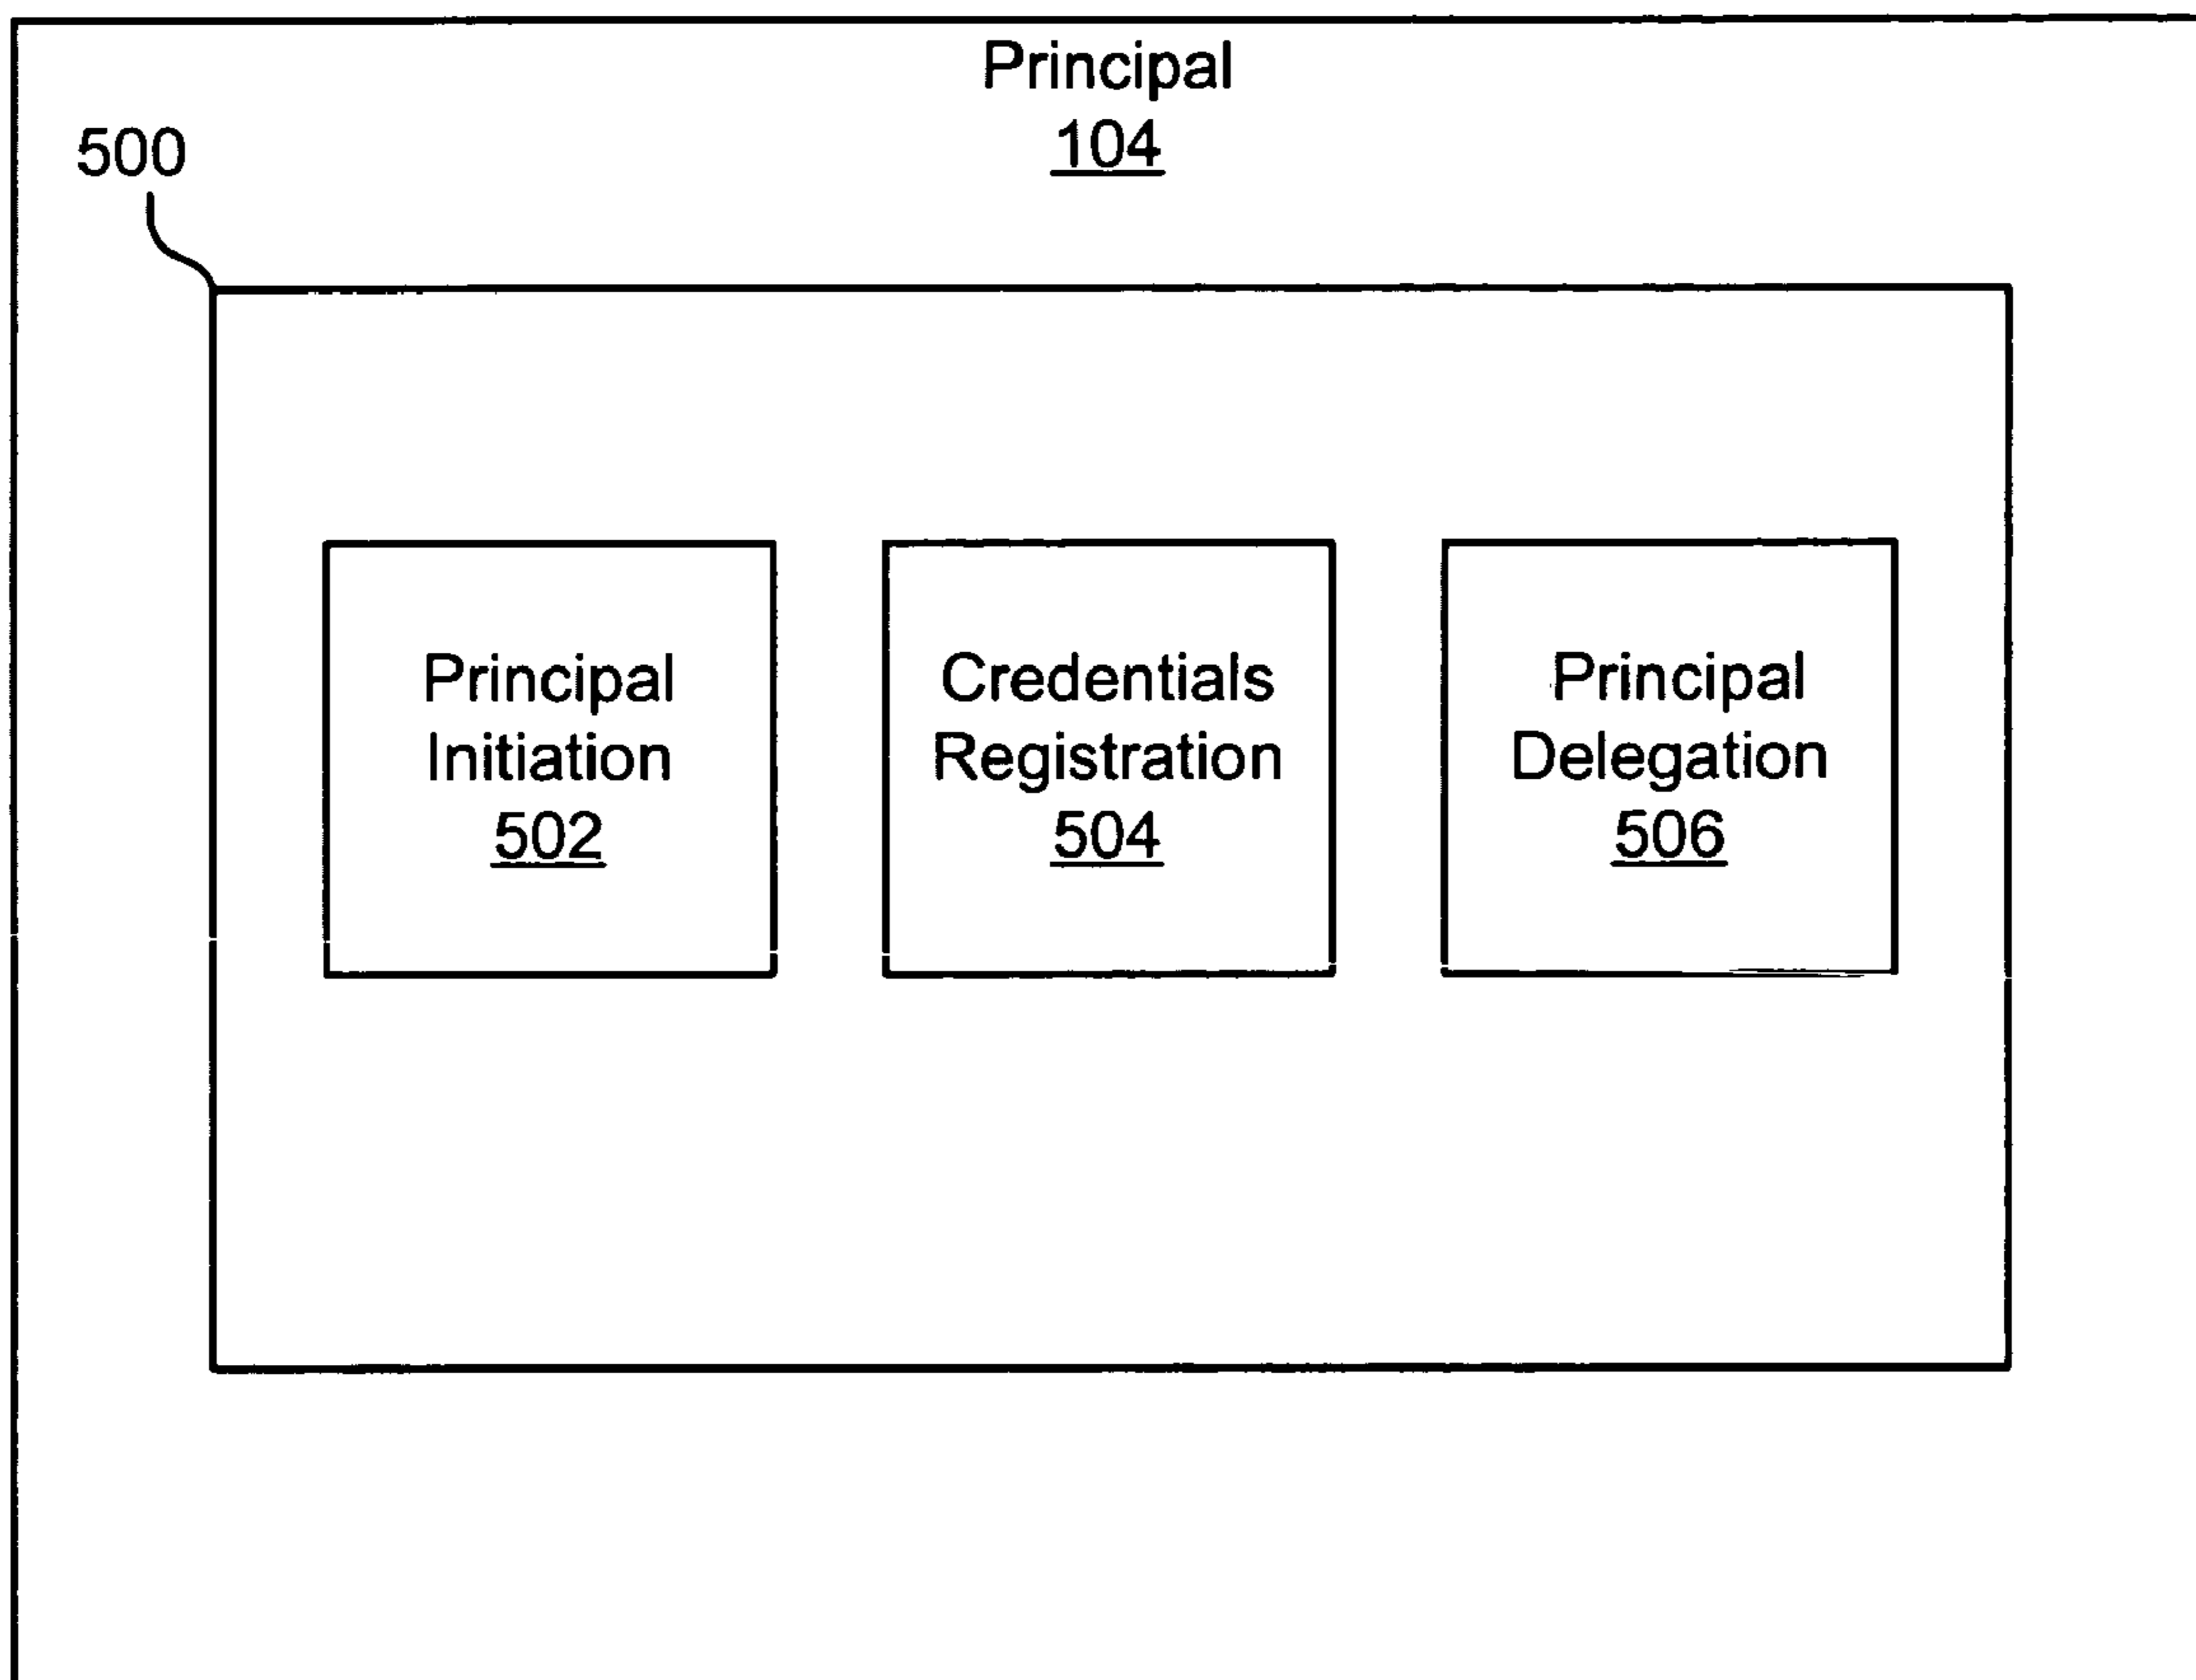 Principal
104
500
Principal
Initiation
502
Credentials
Registration
504
Principal
Delegation
506